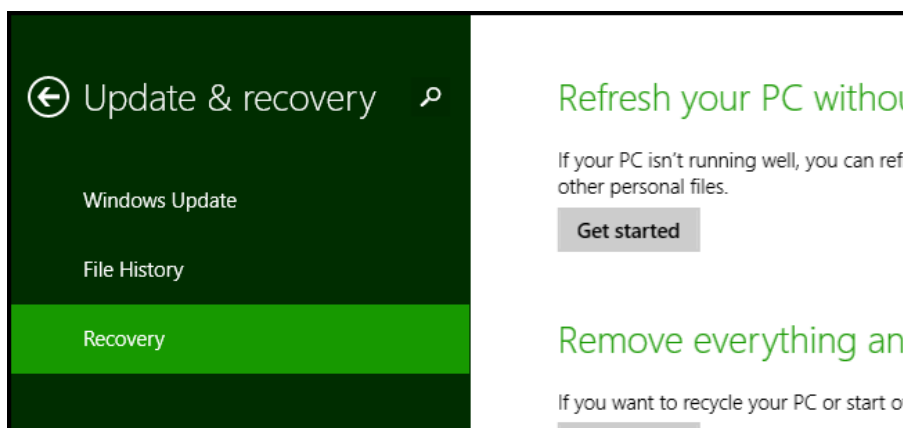 Update & recovery
Windows Update
File History
Recovery
Refresh your PC withou
If your PC isn't running well, you can ref
other personal files.
Get started
Remove everything an
If you want to recycle your PC or start o